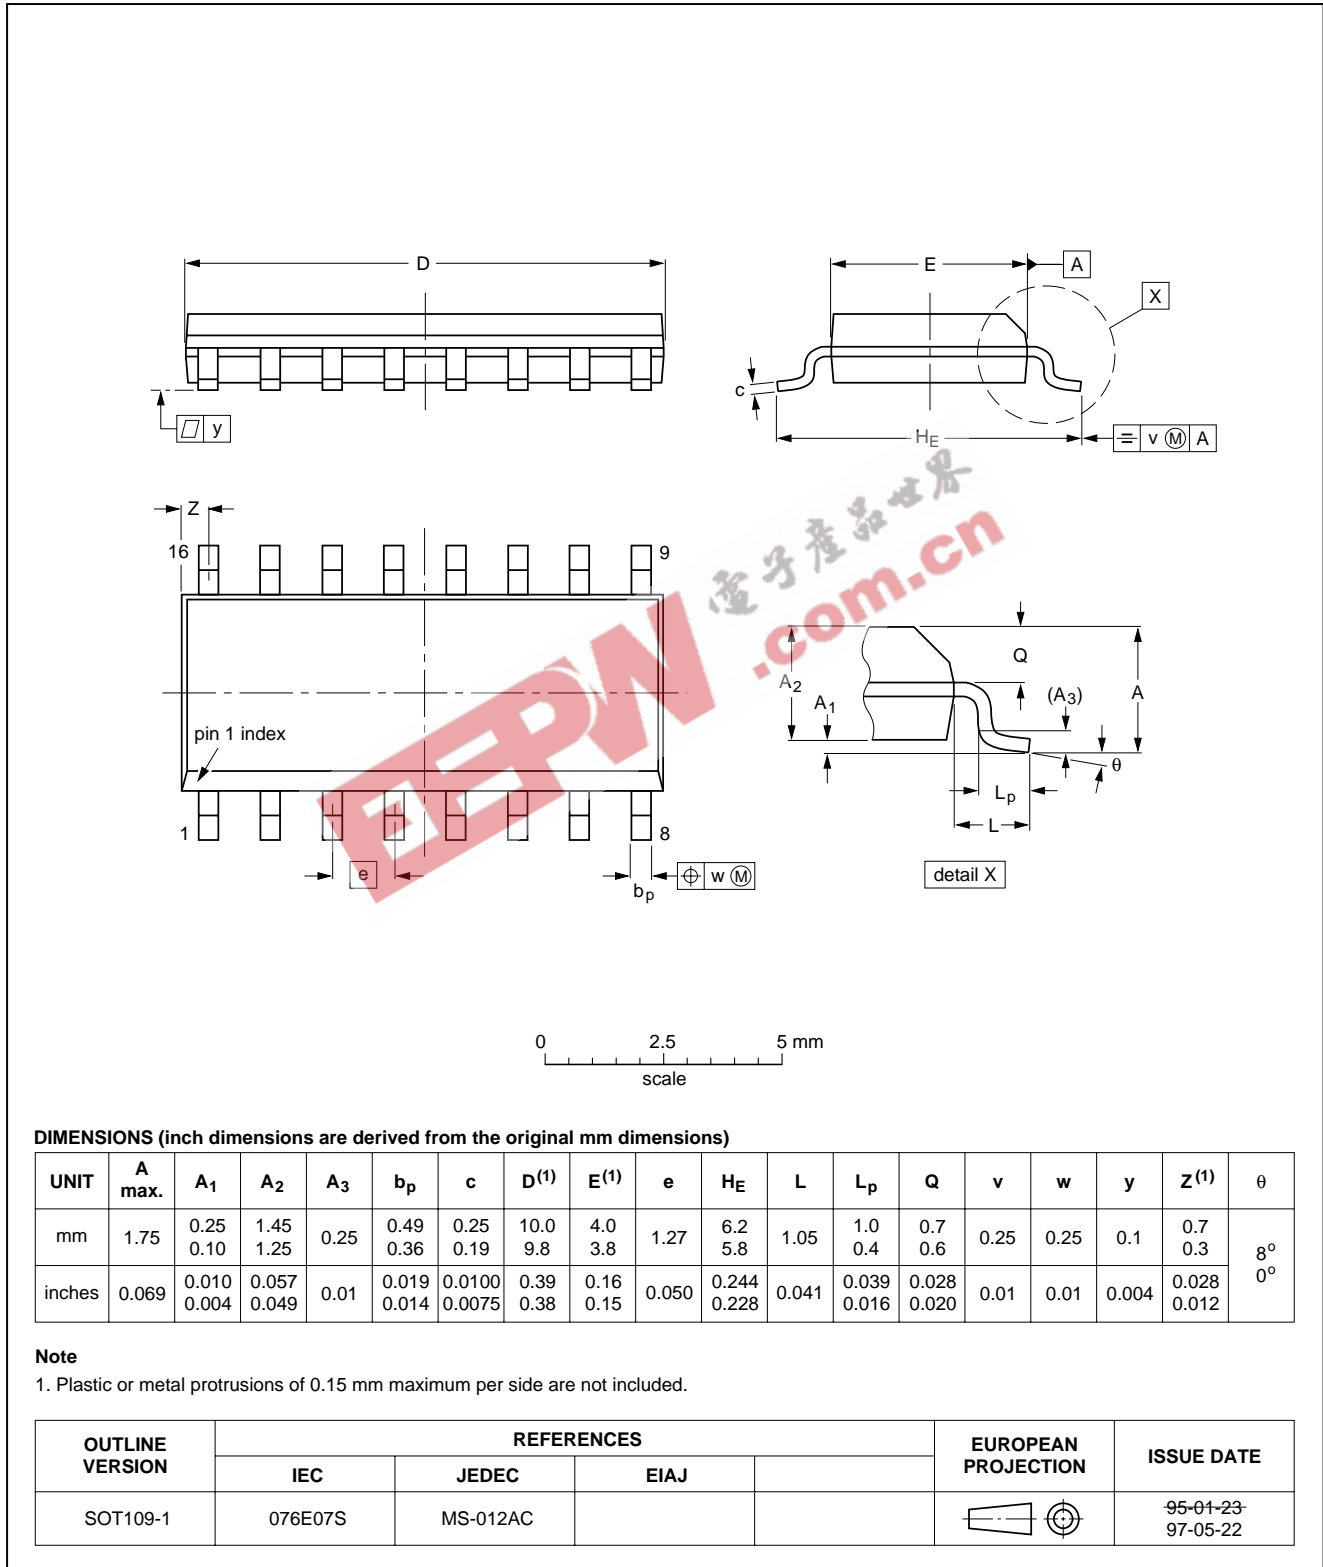 D
E
A
X
c
y
HE
v M A
Z
16
9
電子產品世界
.com.cn
EEPW
Q
A2
A1
(A3)
A
pin 1 index
θ
Lp
L
1
8
e
w M
bp
detail X
0 2.5 5 mm
scale
DIMENSIONS (inch dimensions are derived from the original mm dimensions)
UNIT A max. A1 A2 A3 bp c D(1) E(1) e HE L Lp Q v w y Z(1) θ
mm 1.75 0.25 0.10 1.45 1.25 0.25 0.49 0.36 0.25 0.19 10.0 9.8 4.0 3.8 1.27 6.2 5.8 1.05 1.0 0.4 0.7 0.6 0.25 0.25 0.1 0.7 0.3 8o 0o
inches 0.069 0.010 0.004 0.057 0.049 0.01 0.019 0.014 0.0100 0.0075 0.39 0.38 0.16 0.15 0.050 0.244 0.228 0.041 0.039 0.016 0.028 0.020 0.01 0.01 0.004 0.028 0.012
Note
1. Plastic or metal protrusions of 0.15 mm maximum per side are not included.
OUTLINE VERSION REFERENCES EUROPEAN PROJECTION ISSUE DATE
IEC JEDEC EIAJ
SOT109-1 076E07S MS-012AC 95-01-23
97-05-22